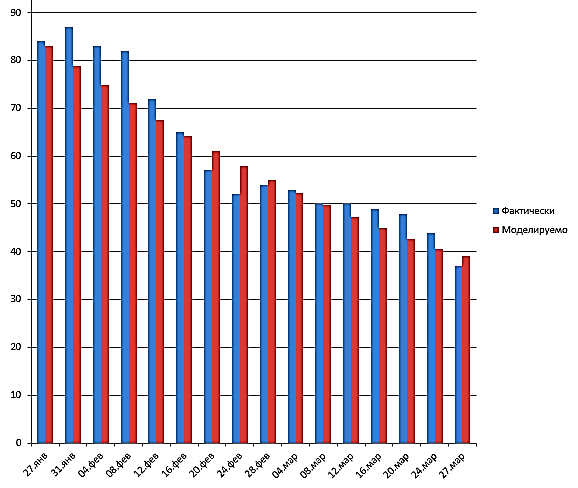 90
80
70
60
50
40
30
20
10
0
27.янв
31.янв
04.фев
08.фев
12.фев
16.фев
20.фев
24.фев
28.фев
04.мар
08.мар
12.мар
16.мар
20.мар
24.мар
27.мар
Фактически
Моделируемо